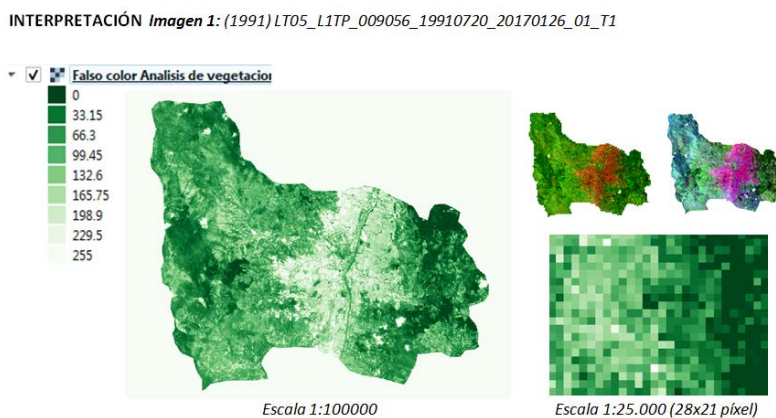 INTERPRETACIÓN Imagen 1: (1991) LT05_L1TP_009056_19910720_20170126_01_T1
Falso color Analisis de vegetacion
0
33.15
66.3
99.45
132.6
165.75
198.9
229.5
255
Escala 1:100000
Escala 1:25.000 (28x21 píxel)